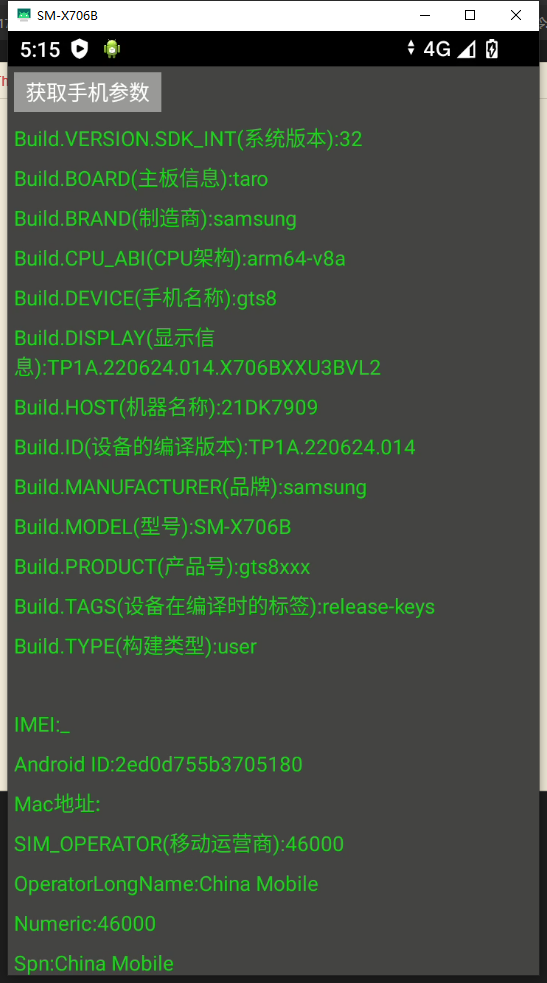 SM-X706B
5:15
4G
获取手机参数
Build.VERSION.SDK_INT(系统版本):32
Build.BOARD(主板信息):taro
Build.BRAND(制造商):samsung
Build.CPU_ABI(CPU架构):arm64-v8a
Build.DEVICE(手机名称):gts8
Build.DISPLAY(显示信
息):TP1A.220624.014.X706BXXU3BVL2
Build.HOST(机器名称):21DK7909
Build.ID(设备的编译版本):TP1A.220624.014
Build.MANUFACTURER(品牌):samsung
Build.MODEL(型号):SM-X706B
Build.PRODUCT(产品号):gts8xxx
Build.TAGS(设备在编译时的标签):release-keys
Build.TYPE(构建类型):user
IMEI:_
Android ID:2ed0d755b3705180
Mac地址:
SIM_OPERATOR(移动运营商):46000
OperatorLongName:China Mobile
Numeric:46000
Spn:China Mobile